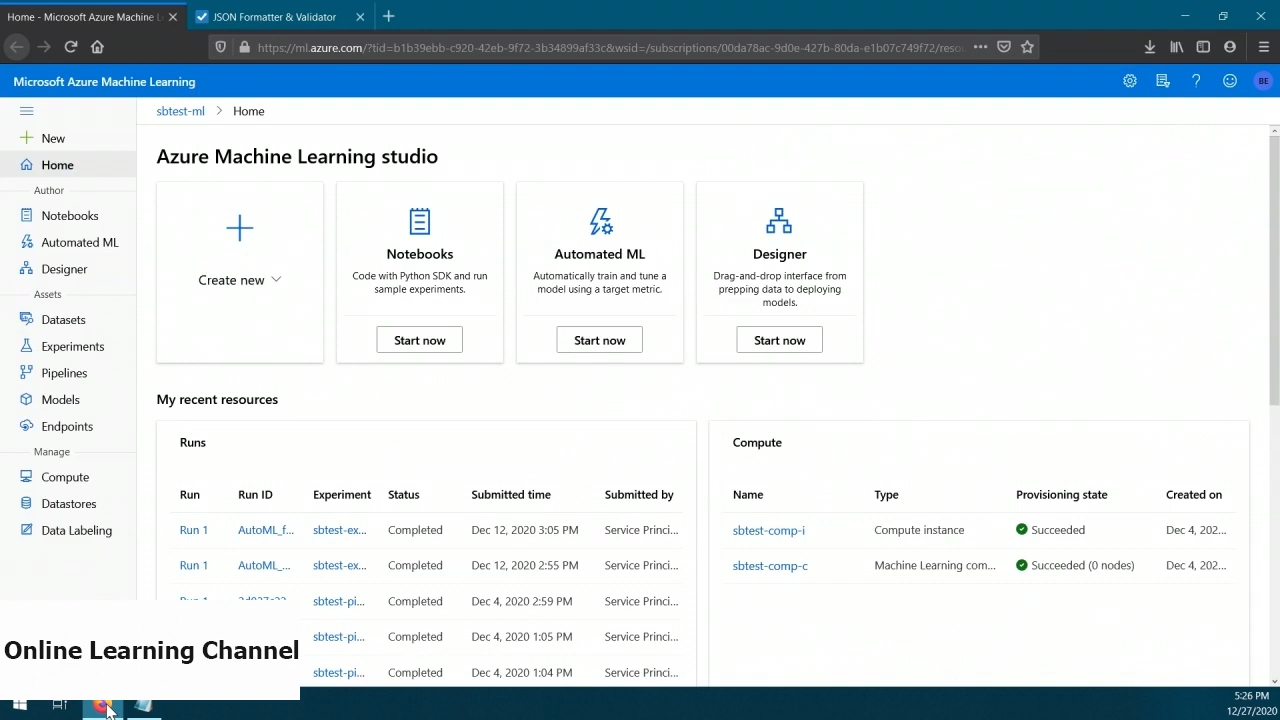 Home - Microsoft Azure Machine L
JSON Formatter & Validator
https://ml.azure.com/?tid=b1b39ebb-c920-42eb-9f72-3b34899af33c&wsid=/subscriptions/00da78ac-9d0e-427b-80da-e1b07c749f72/reso
Microsoft Azure Machine Learning
BE
sbtest-ml > Home
New
Home
Author
Notebooks
Automated ML
Designer
Assets
Datasets
Experiments
Pipelines
Models
Endpoints
Manage
Compute
Datastores
Data Labeling
Azure Machine Learning studio
Create new
Notebooks
Code with Python SDK and run
sample experiments.
Start now
Automated ML
Automatically train and tune a
model using a target metric.
Start now
Designer
Drag-and-drop interface from
prepping data to deploying
models.
Start now
My recent resources
Runs
Run Run ID Experiment Status Submitted time Submitted by
Run 1 AutoML_f... sbtest-ex... Completed Dec 12, 2020 3:05 PM Service Princi...
Run 1 AutoML_... sbtest-ex... Completed Dec 12, 2020 2:55 PM Service Princi...
Run 1 sbtest-pi... Completed Dec 4, 2020 2:59 PM Service Princi...
sbtest-pi... Completed Dec 4, 2020 1:05 PM Service Princi...
sbtest-pi... Completed Dec 4, 2020 1:04 PM Service Princi...
Compute
Name Type Provisioning state Created on
sbtest-comp-i Compute instance Succeeded Dec 4, 202...
sbtest-comp-c Machine Learning com... Succeeded (0 nodes) Dec 4, 202...
Online Learning Channel
5:26 PM
12/27/2020